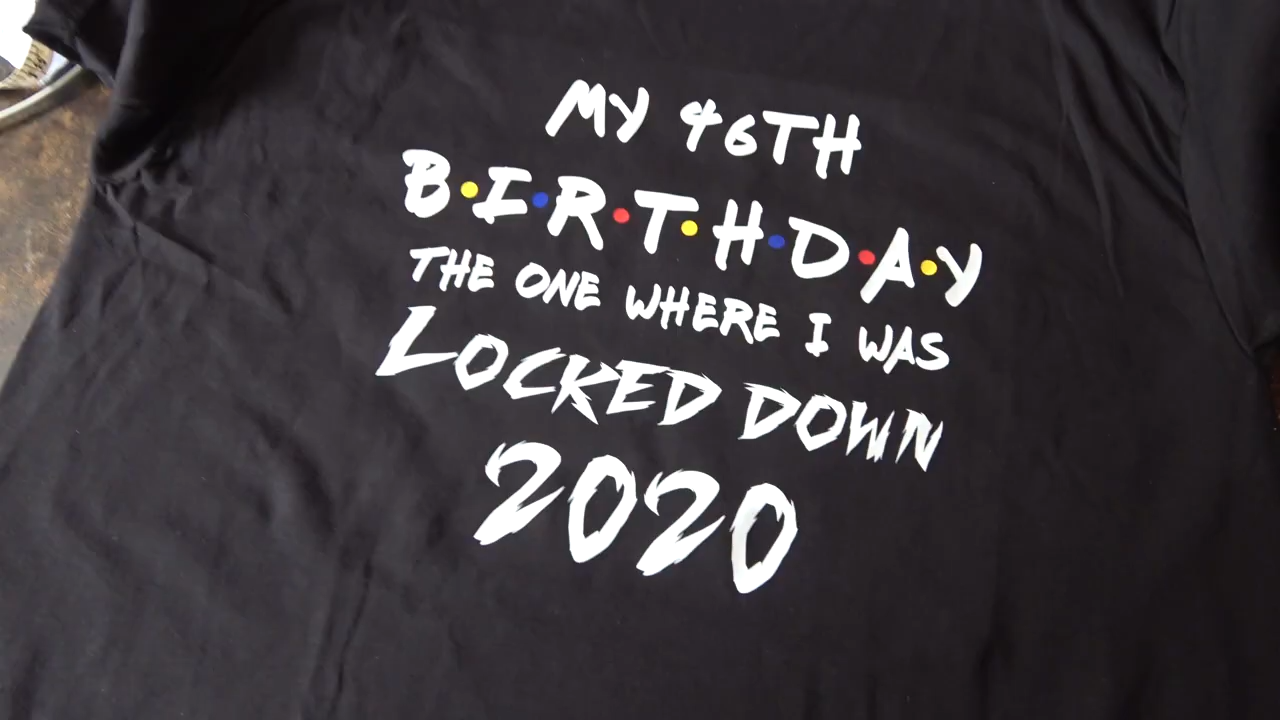 MY 46TH
B•I•R•T•H•D•A•Y
THE ONE WHERE I WAS
LOCKED DOWN
2020